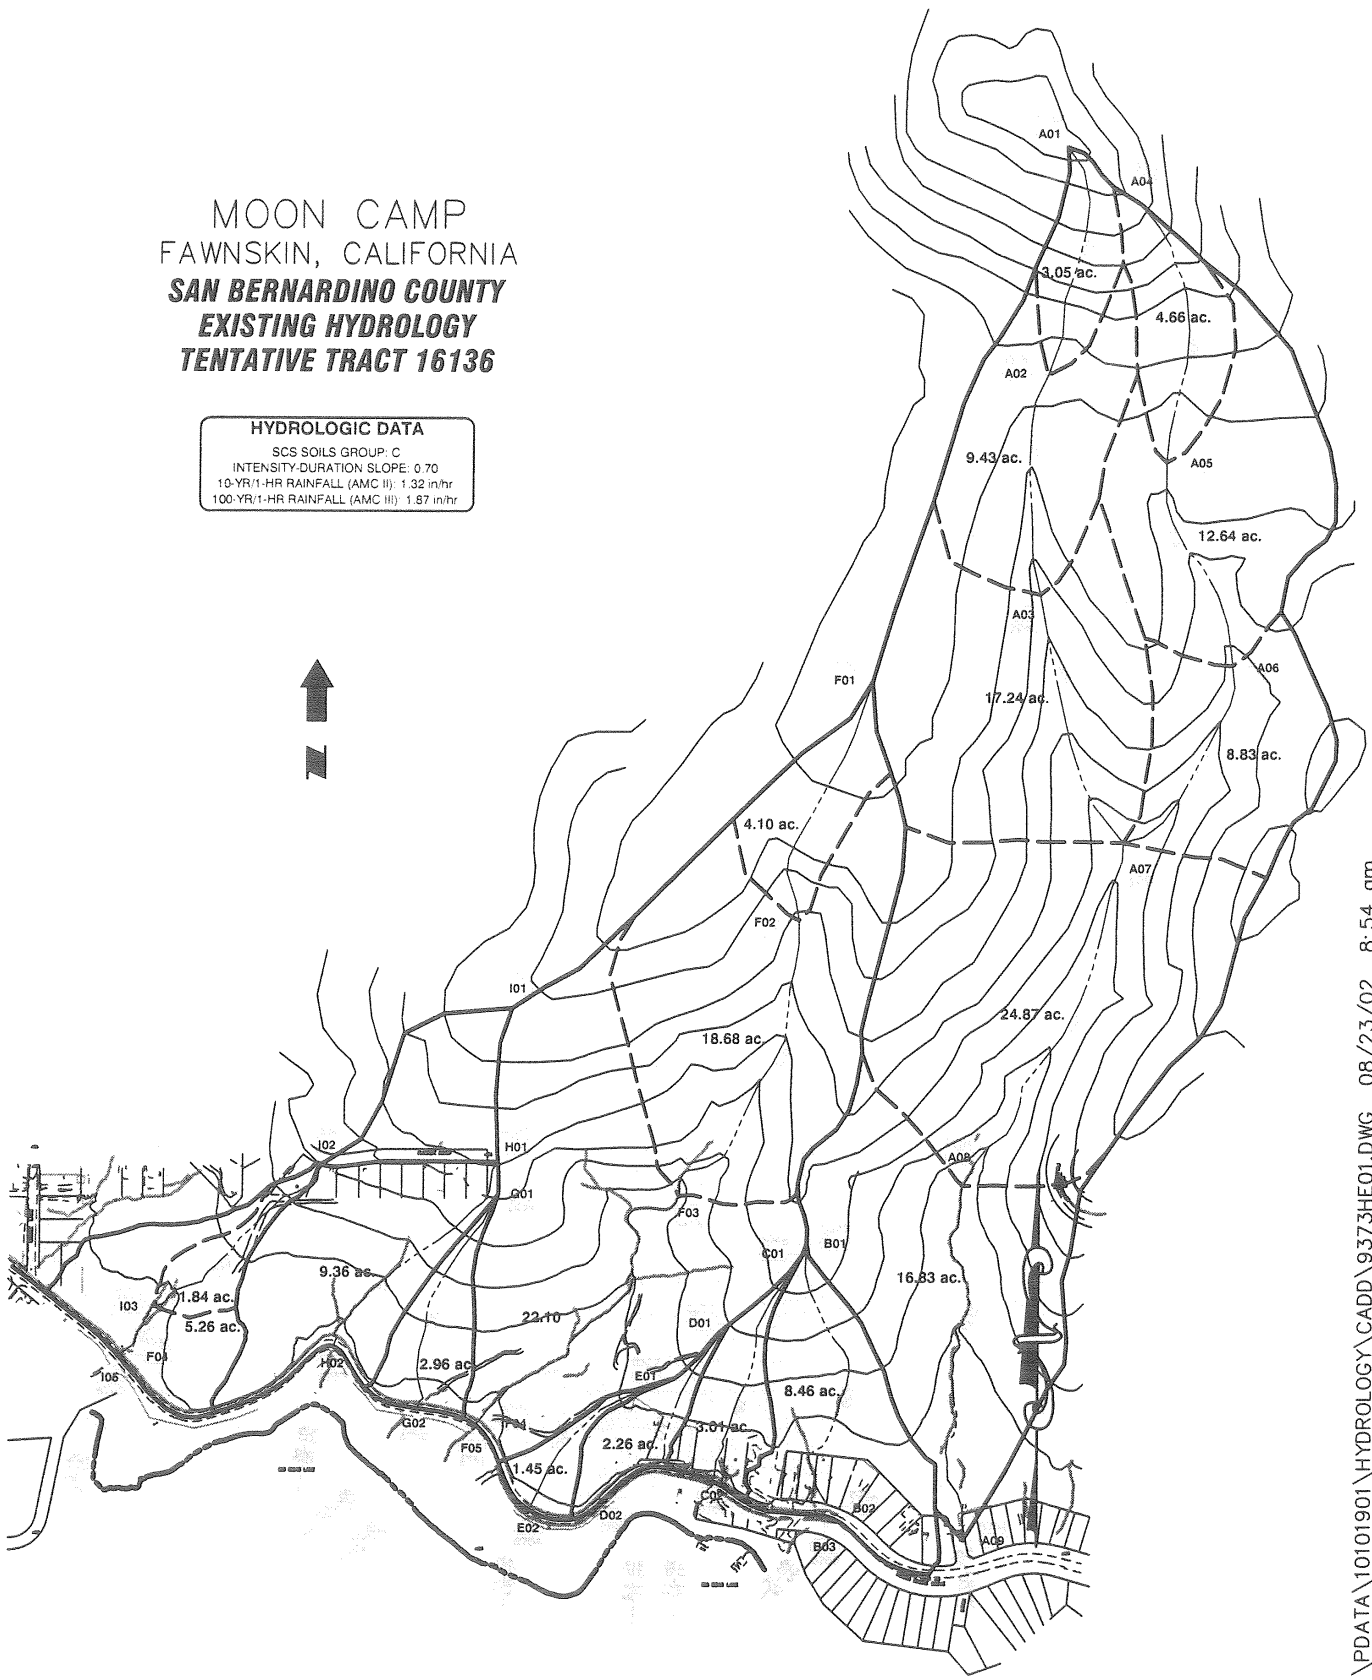 MOON CAMP
FAWNSKIN, CALIFORNIA
SAN BERNARDINO COUNTY
EXISTING HYDROLOGY
TENTATIVE TRACT 16136
HYDROLOGIC DATA
SCS SOILS GROUP: C
INTENSITY-DURATION SLOPE: 0.70
10-YR/1-HR RAINFALL (AMC II): 1.32 in/hr
100-YR/1-HR RAINFALL (AMC III): 1.87 in/hr
N
A01
A04
3.05 ac.
4.66 ac.
A02
9.43 ac.
A05
12.64 ac.
A03
A06
F01
17.24 ac.
8.83 ac.
4.10 ac.
A07
F02
I01
24.87 ac.
18.68 ac.
I02
H01
A08
G01
F03
C01
B01
9.36 ac.
16.83 ac.
I03
1.84 ac.
5.26 ac.
22.10
D01
F04
H02
2.96 ac.
I05
E01
8.46 ac.
G02
F04
3.01 ac.
F05
2.26 ac.
1.45 ac.
B02
E02
D02
A09
B03
\PDATA\10101901\HYDROLOGY\CADD\9373HE01.DWG 08/23/02 8:54 am